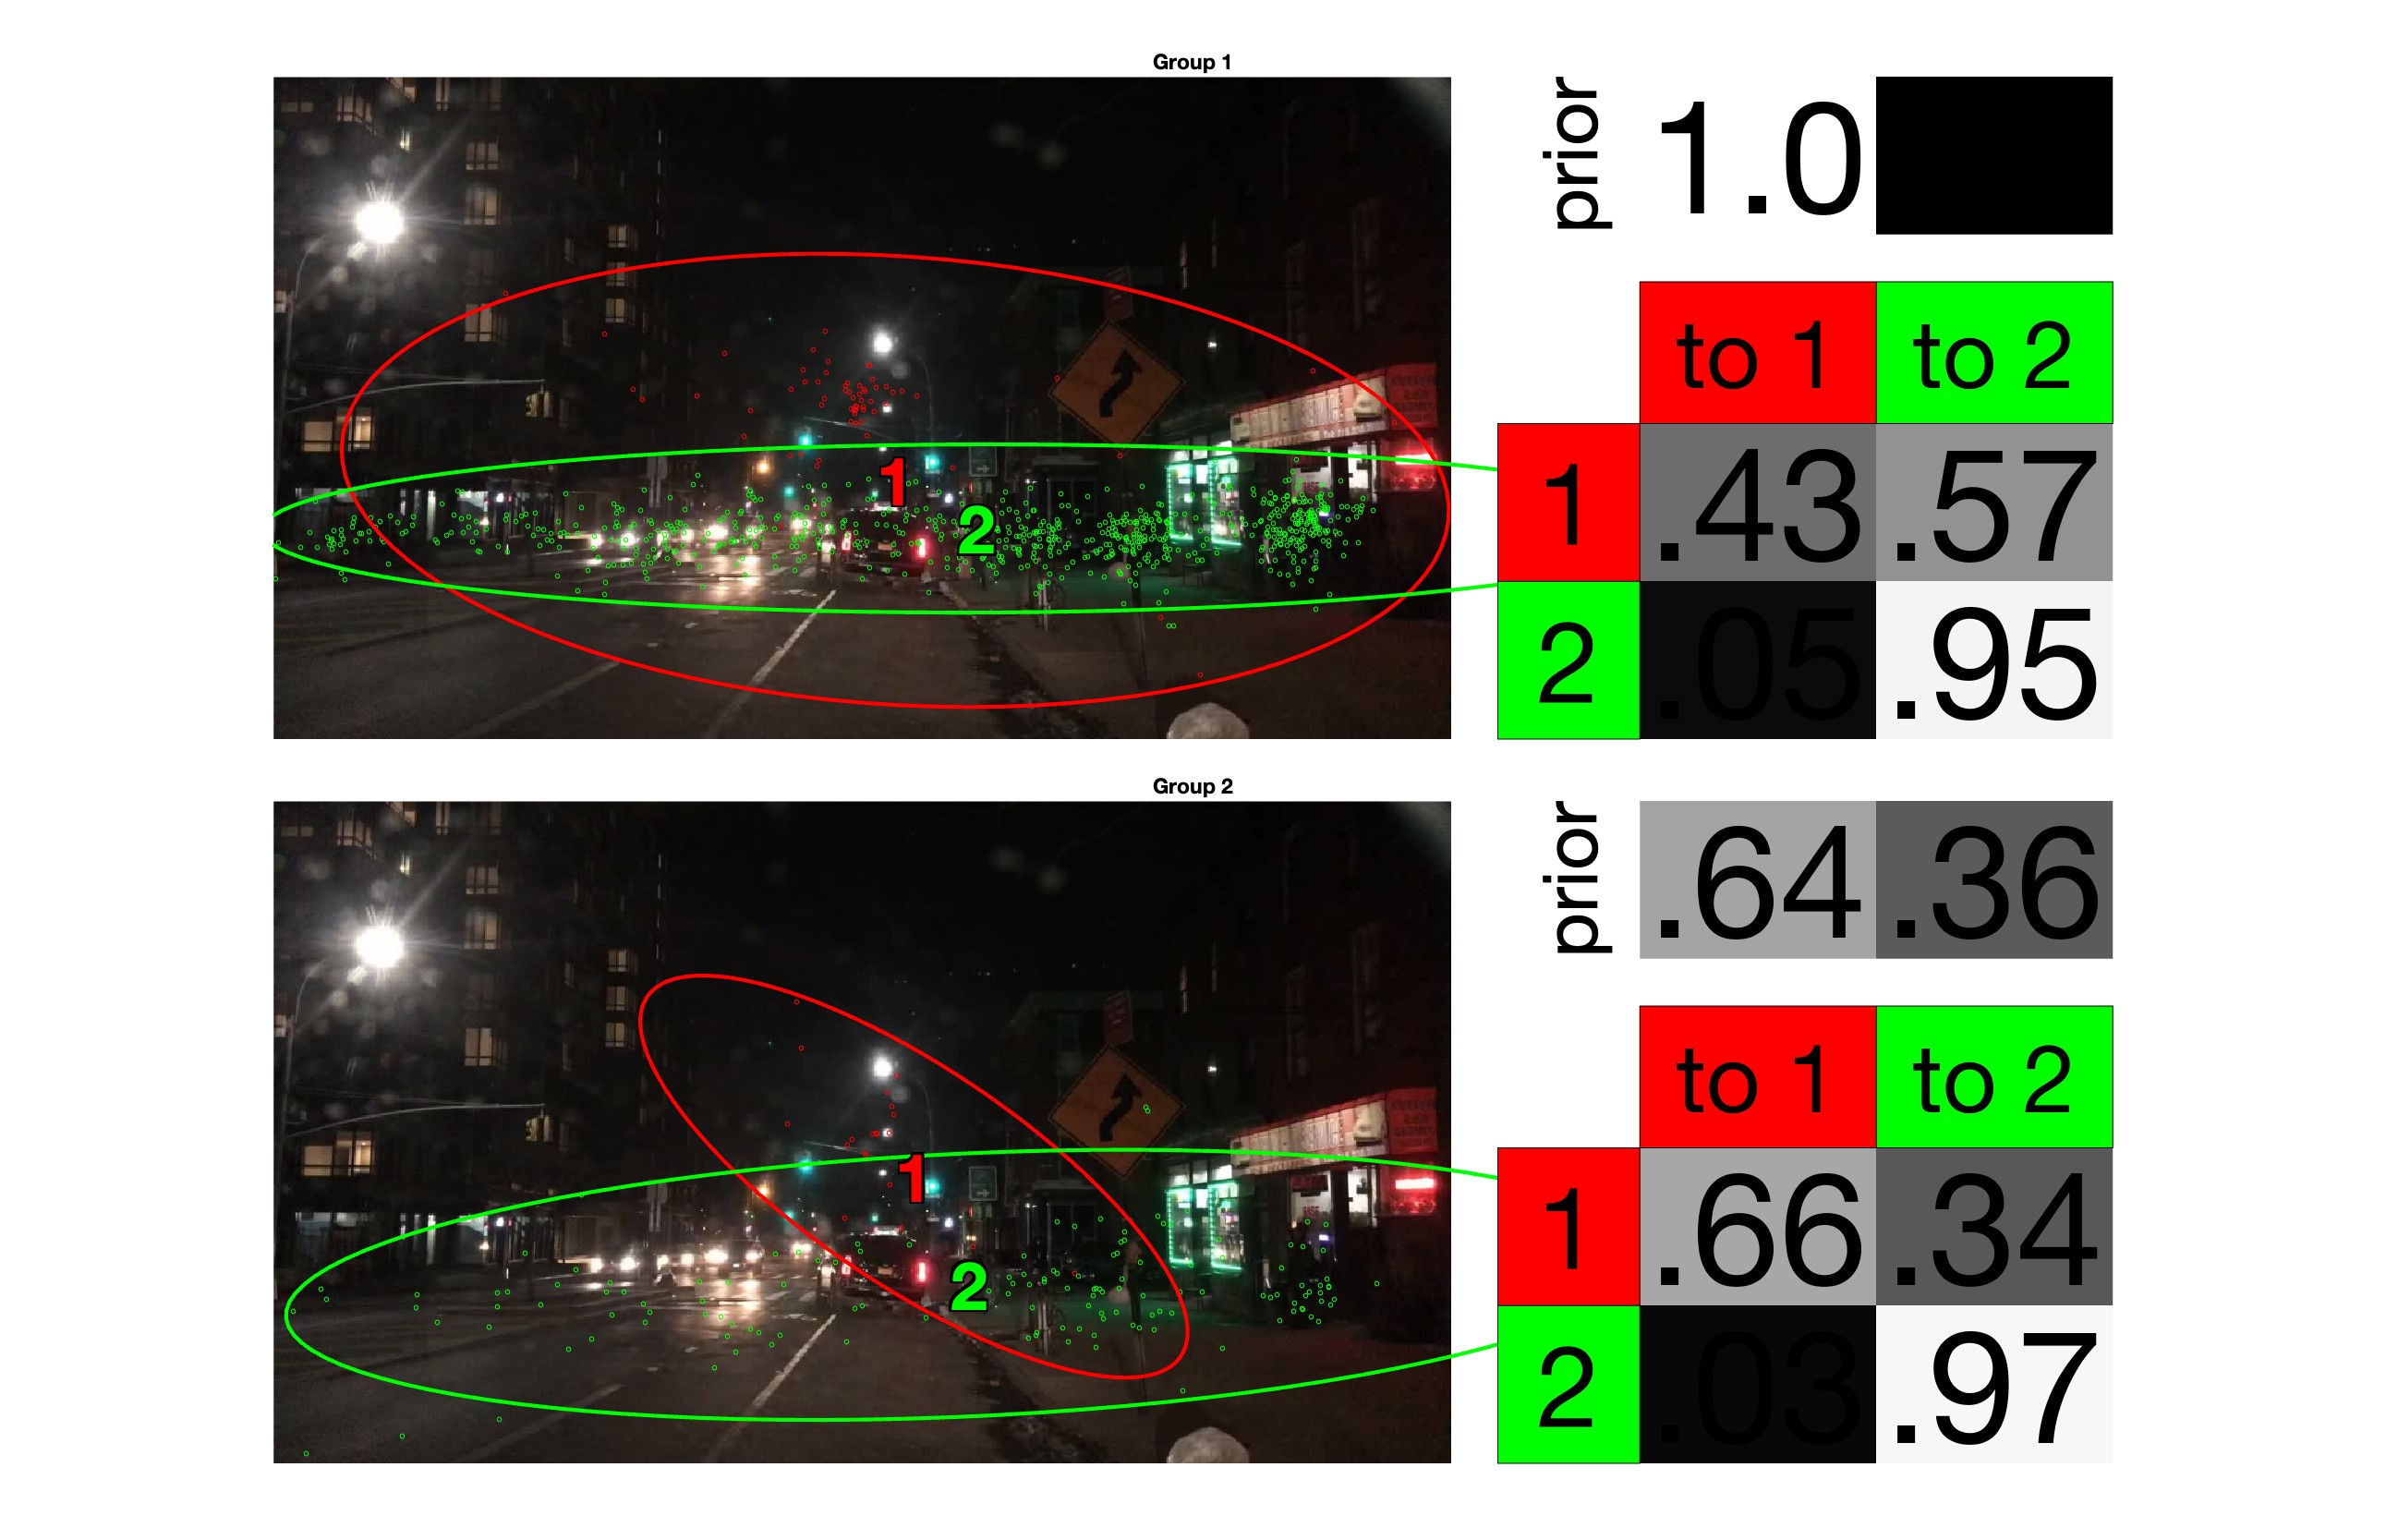 Group 1
prior 1.0
to 1 to 2
1 .43 .57
2 .05 .95
1
2
Group 2
prior .64 .36
to 1 to 2
1 .66 .34
2 .03 .97
1
2